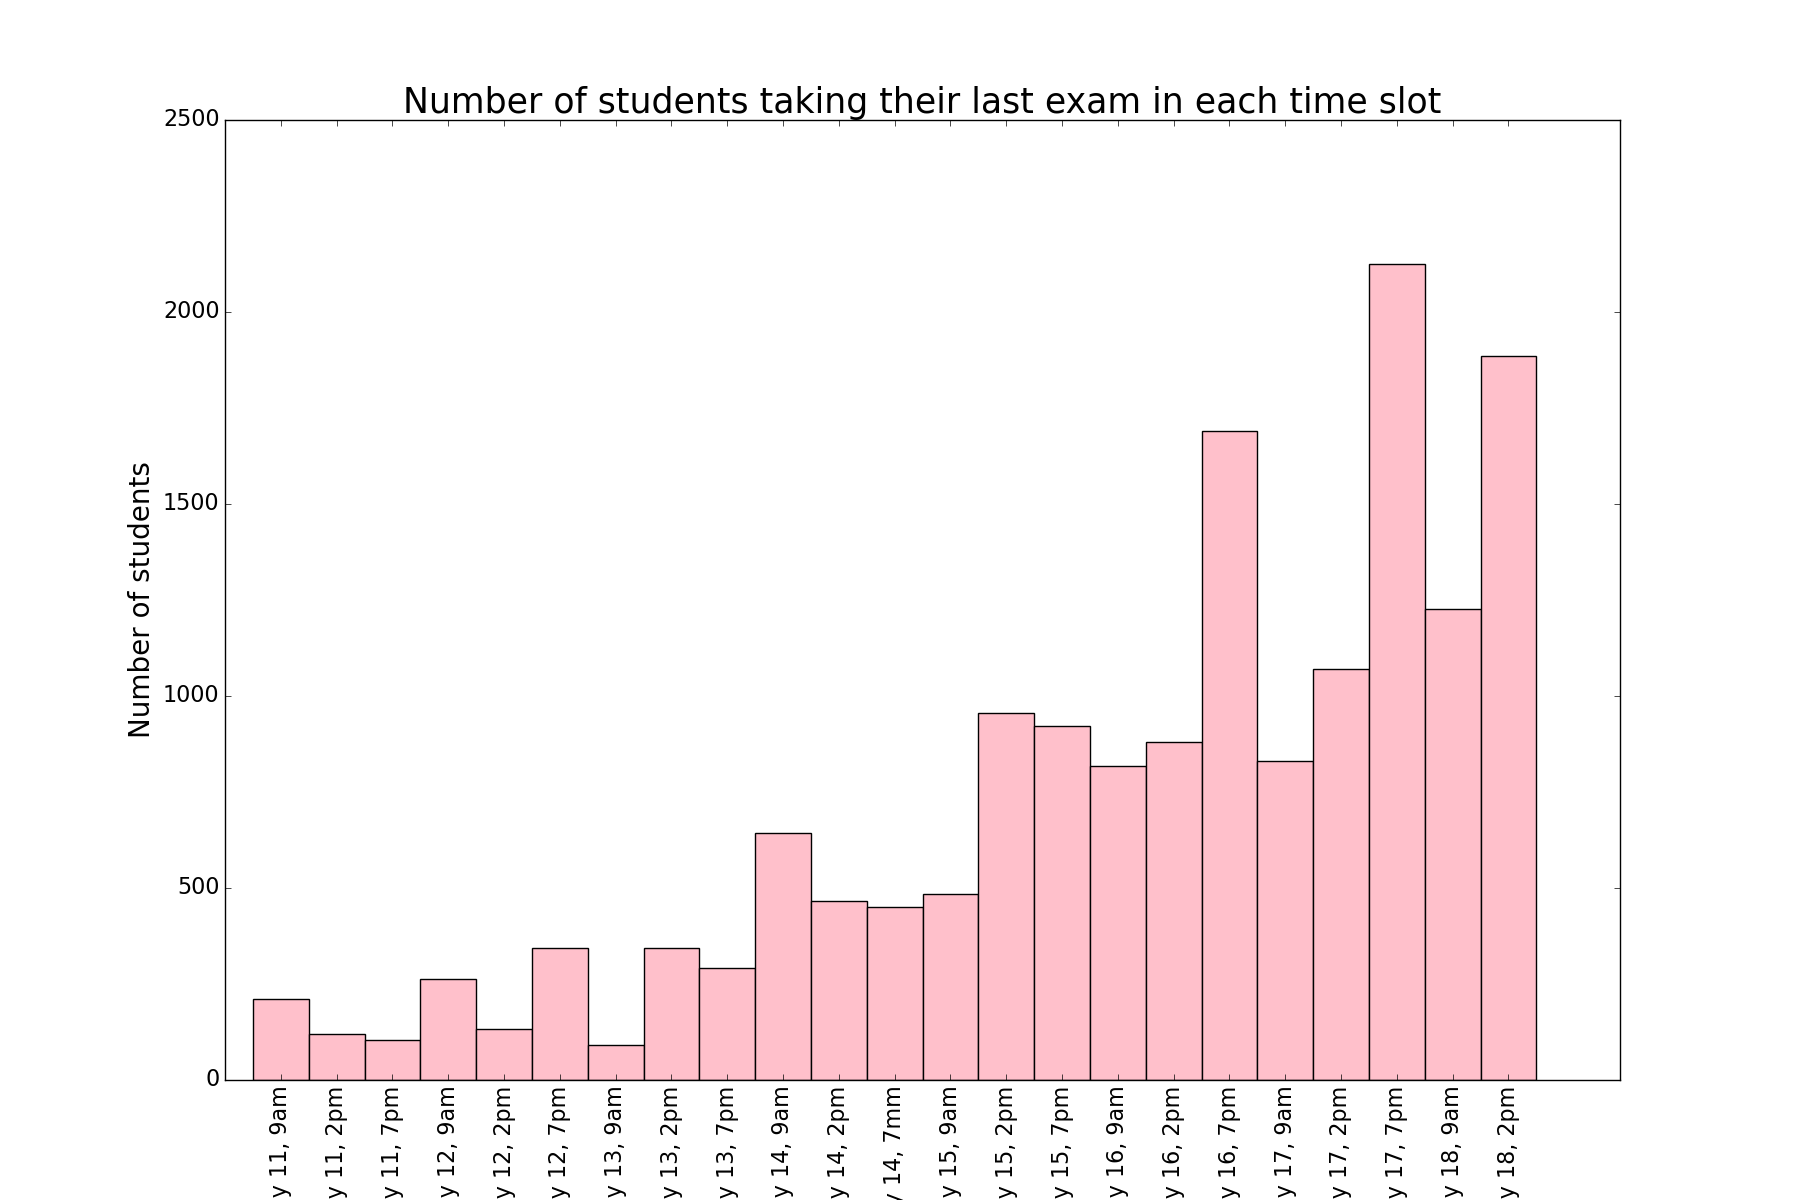 Number of students taking their last exam in each time slot
Number of students
2500
2000
1500
1000
500
0
y 11, 9am
y 11, 2pm
y 11, 7pm
y 12, 9am
y 12, 2pm
y 12, 7pm
y 13, 9am
y 13, 2pm
y 13, 7pm
y 14, 9am
y 14, 2pm
y 14, 7mm
y 15, 9am
y 15, 2pm
y 15, 7pm
y 16, 9am
y 16, 2pm
y 16, 7pm
y 17, 9am
y 17, 2pm
y 17, 7pm
y 18, 9am
y 18, 2pm